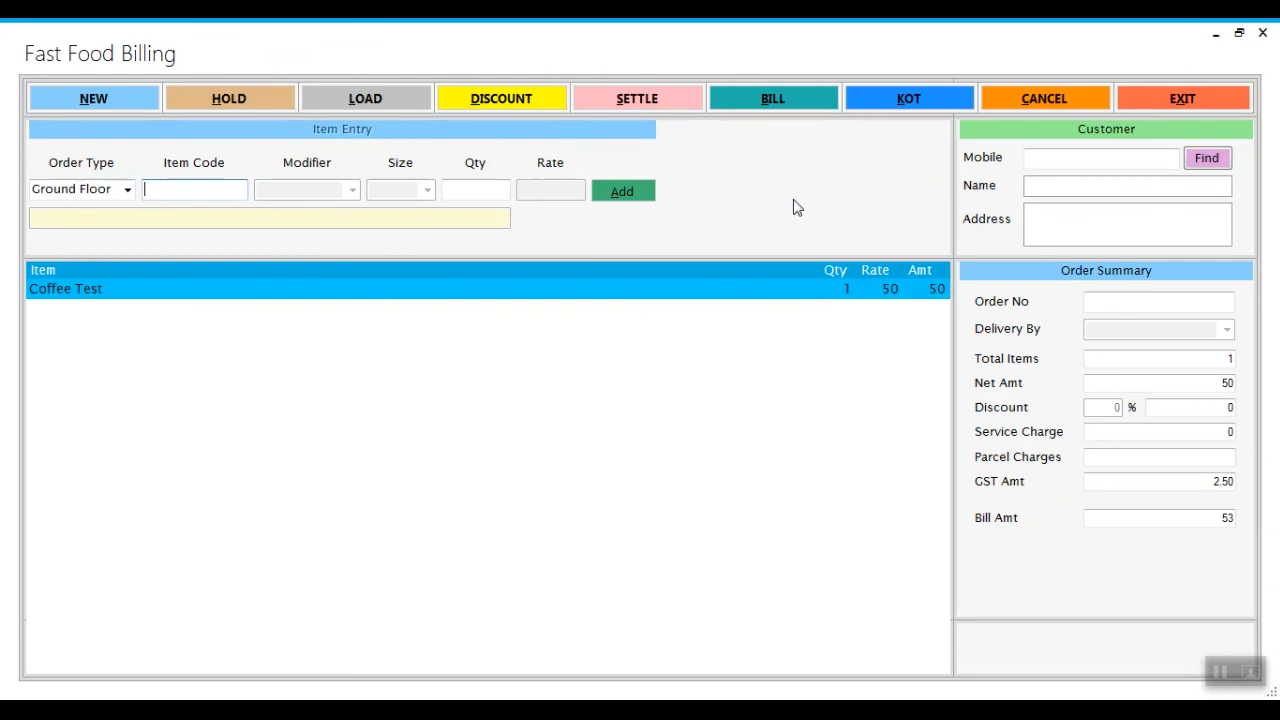 Fast Food Billing
NEW HOLD LOAD DISCOUNT SETTLE BILL KOT CANCEL EXIT
Item Entry
Order Type Item Code Modifier Size Qty Rate
Ground Floor Add
Item Qty Rate Amt
Coffee Test 1 50 50
Customer
Mobile Find
Name
Address
Order Summary
Order No
Delivery By
Total Items 1
Net Amt 50
Discount 0 % 0
Service Charge 0
Parcel Charges
GST Amt 2.50
Bill Amt 53